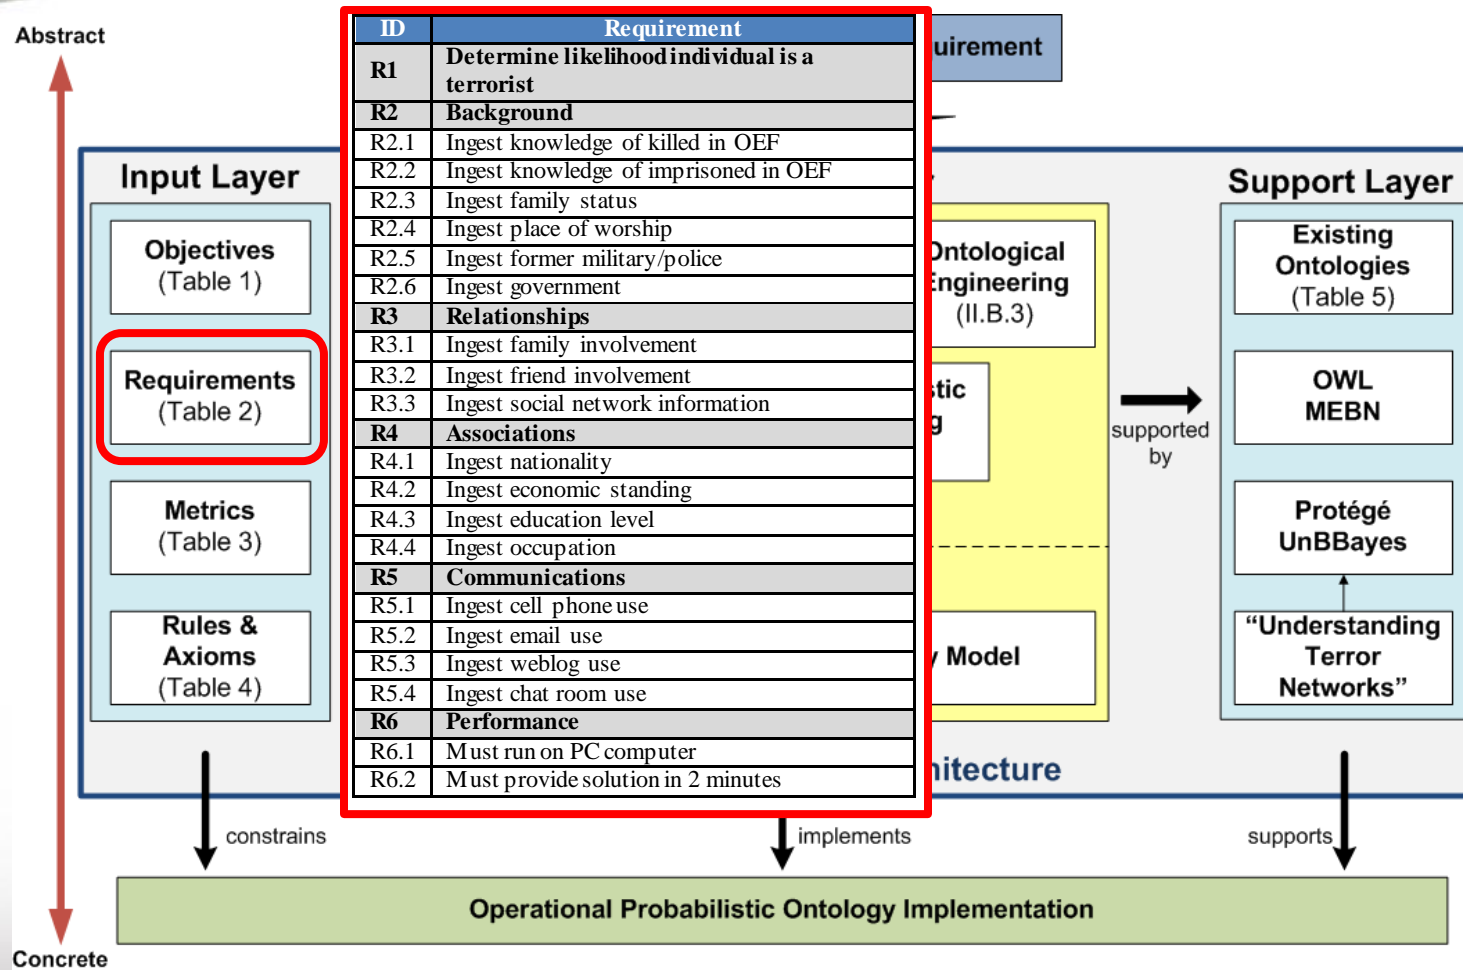 Abstract
uirement
Input Layer
Objectives
(Table 1)
Requirements
(Table 2)
Metrics
(Table 3)
Rules &
Axioms
(Table 4)
ID Requirement
R1 Determine likelihood individual is a
terrorist
R2 Background
R2.1 Ingest knowledge of killed in OEF
R2.2 Ingest knowledge of imprisoned in OEF
R2.3 Ingest family status
R2.4 Ingest place of worship
R2.5 Ingest former military/police
R2.6 Ingest government
R3 Relationships
R3.1 Ingest family involvement
R3.2 Ingest friend involvement
R3.3 Ingest social network information
R4 Associations
R4.1 Ingest nationality
R4.2 Ingest economic standing
R4.3 Ingest education level
R4.4 Ingest occupation
R5 Communications
R5.1 Ingest cell phone use
R5.2 Ingest email use
R5.3 Ingest weblog use
R5.4 Ingest chat room use
R6 Performance
R6.1 Must run on PC computer
R6.2 Must provide solution in 2 minutes
Ontological
Engineering
(II.B.3)
stic
g
y Model
hitecture
supported
by
Support Layer
Existing
Ontologies
(Table 5)
OWL
MEBN
Protégé
UnBBayes
“Understanding
Terror
Networks”
constrains
implements
supports
Operational Probabilistic Ontology Implementation
Concrete